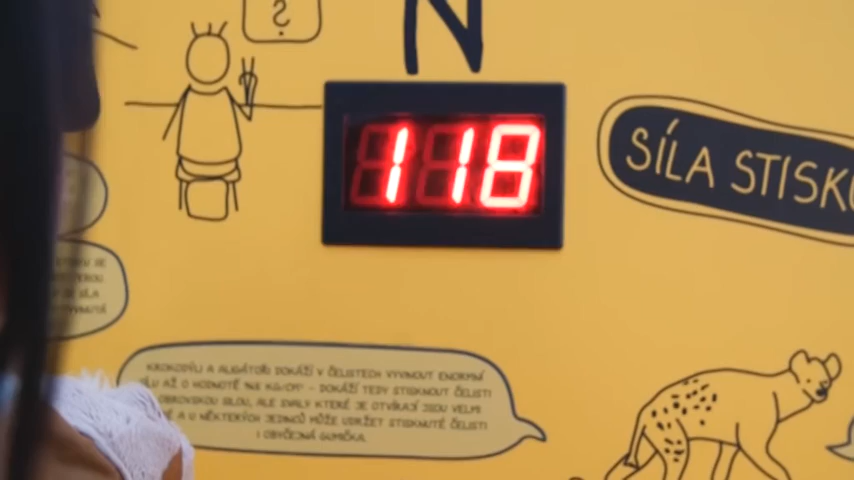 ?
N
118
SÍLA STISKU
SÍLA
KROKODÝLI A ALIGÁTOŘI DOKÁŽÍ V ČELISTECH VYVINOUT ENORMNÍ
AŽ O HODNOTĚ KG/CM² - DOKÁŽÍ TEDY STISKNOUT ČELISTI
OBROVSKOU SILOU, ALE SVALY KTERÉ JE OTVÍRAJÍ JSOU VELMI
A U NĚKTERÝCH JEDINCŮ MŮŽE UDRŽET STISKNUTÉ ČELISTI
I OBYČEJNÁ GUMIČKA.